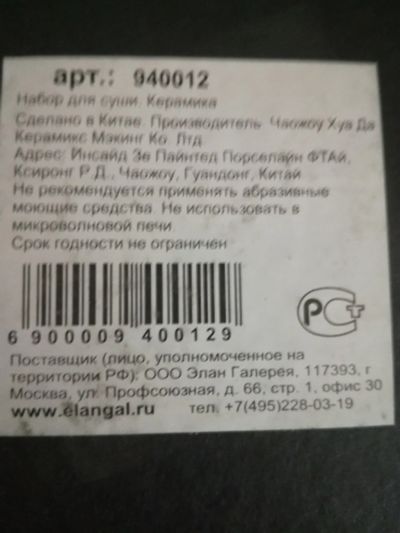 арт.: 940012
Набор для суши. Керамика
Сделано в Китае. Производитель: Чаожоу Хуа Да
Керамикс Мэкинг Ко. Лтд.
Адрес: Инсайд Зе Пайнтед Порселайн ФТАЙ,
Ксиронг Р.Д., Чаожоу, Гуандонг, Китай
Не рекомендуется применять абразивные
моющие средства. Не использовать в
микроволновой печи
Срок годности не ограничен
РСТ
6 900009 400129
Поставщик (лицо, уполномоченное на
территории РФ): ООО Элан Галерея, 117393, г
Москва, ул. Профсоюзная, д. 66, стр. 1, офис 30
www.elangal.ru тел. +7(495)228-03-19